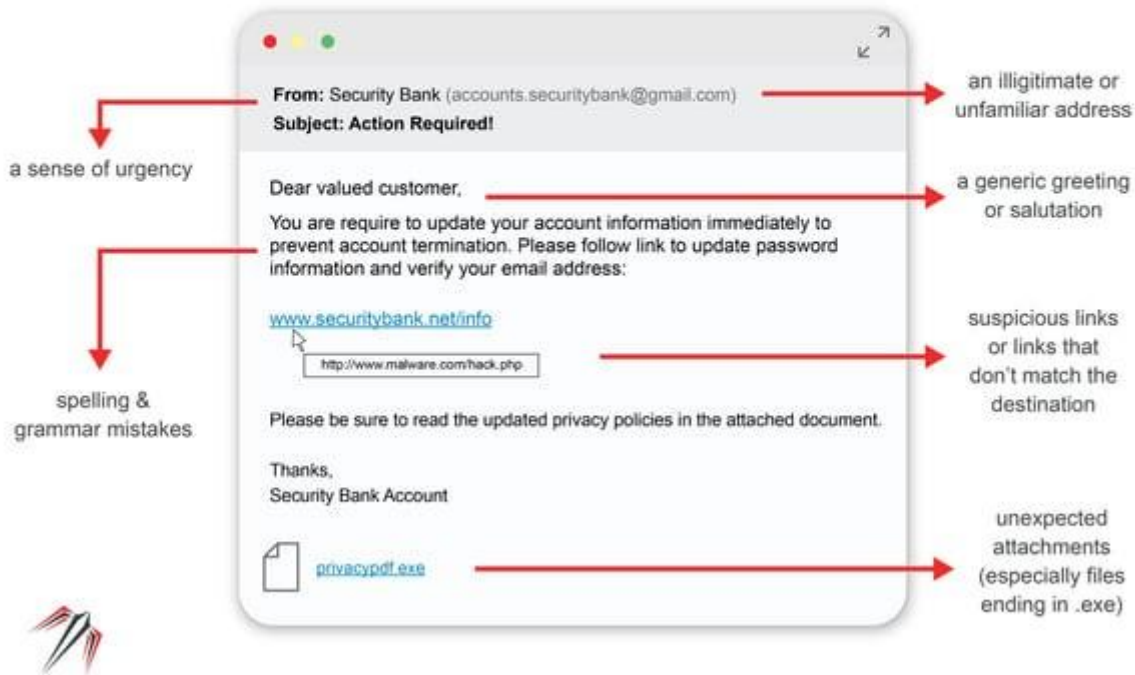 From: Security Bank (accounts.securitybank@gmail.com)
Subject: Action Required!
Dear valued customer,
You are require to update your account information immediately to
prevent account termination. Please follow link to update password
information and verify your email address:
www.securitybank.net/info
http://www.malware.com/hack.php
Please be sure to read the updated privacy policies in the attached document.
Thanks,
Security Bank Account
privacypdf.exe
a sense of urgency
spelling &
grammar mistakes
an illigitimate or
unfamiliar address
a generic greeting
or salutation
suspicious links
or links that
don't match the
destination
unexpected
attachments
(especially files
ending in .exe)